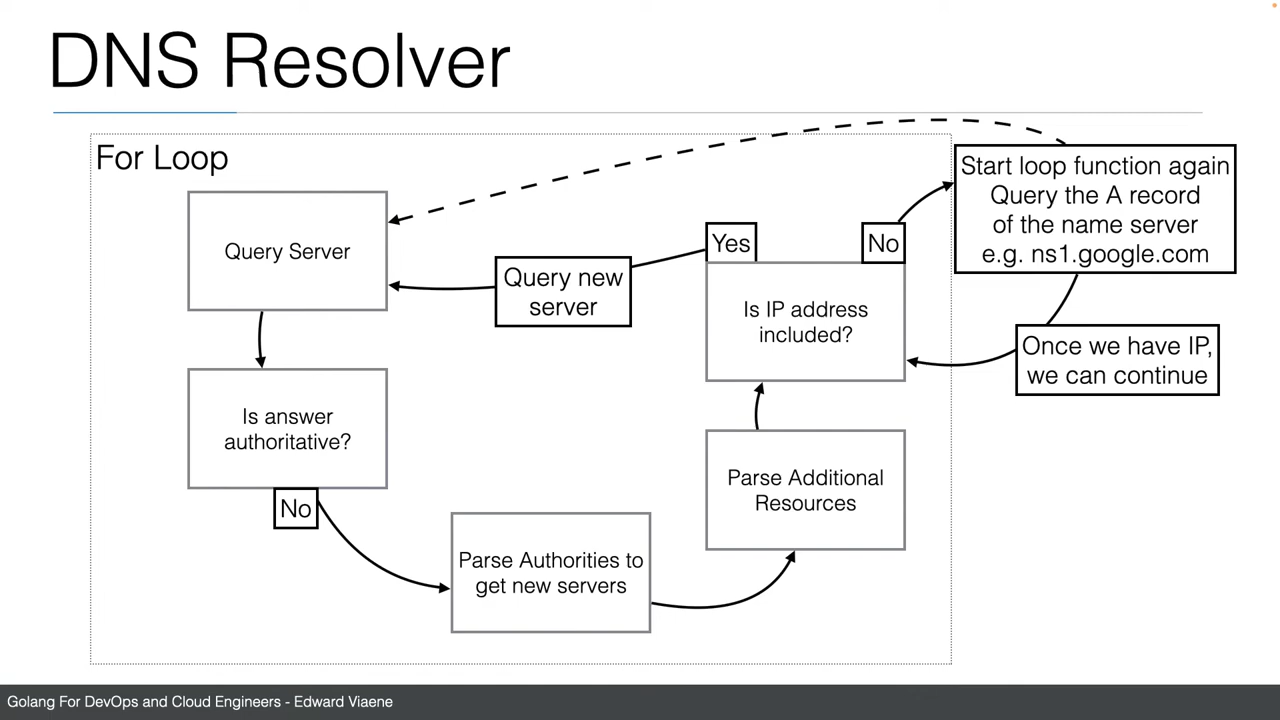 DNS Resolver
For Loop
Query Server
Is answer
authoritative?
No
Parse Authorities to
get new servers
Parse Additional
Resources
Is IP address
included?
Yes
No
Query new
server
Start loop function again
Query the A record
of the name server
e.g. ns1.google.com
Once we have IP,
we can continue
Golang For DevOps and Cloud Engineers - Edward Viaene